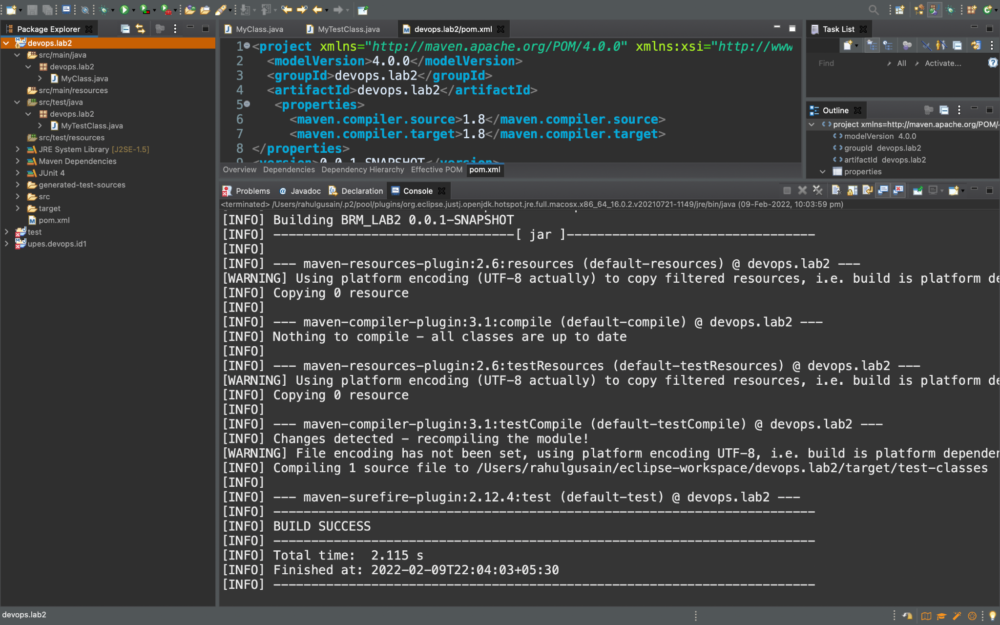 Package Explorer
devops.lab2
src/main/java
devops.lab2
MyClass.java
src/main/resources
src/test/java
devops.lab2
MyTestClass.java
src/test/resources
JRE System Library [J2SE-1.5]
Maven Dependencies
JUnit 4
generated-test-sources
src
target
pom.xml
test
upes.devops.id1
MyClass.java
MyTestClass.java
devops.lab2/pom.xml
1 <project xmlns="http://maven.apache.org/POM/4.0.0" xmlns:xsi="http://www
2 <modelVersion>4.0.0</modelVersion>
3 <groupId>devops.lab2</groupId>
4 <artifactId>devops.lab2</artifactId>
5 <properties>
6 <maven.compiler.source>1.8</maven.compiler.source>
7 <maven.compiler.target>1.8</maven.compiler.target>
8 </properties>
9 <version>0.0.1-SNAPSHOT</version>
Overview Dependencies Dependency Hierarchy Effective POM pom.xml
Task List
Find All Activate...
Outline
project xmlns=http://maven.apache.org/POM/4
modelVersion 4.0.0
groupId devops.lab2
artifactId devops.lab2
properties
Problems @ Javadoc Declaration Console
<terminated> /Users/rahulgusain/.p2/pool/plugins/org.eclipse.justj.openjdk.hotspot.jre.full.macosx.x86_64_16.0.2.v20210721-1149/jre/bin/java (09-Feb-2022, 10:03:59 pm)
[INFO] Building BRM_LAB2 0.0.1-SNAPSHOT
[INFO] --------------------------------[ jar ]---------------------------------
[INFO]
[INFO] --- maven-resources-plugin:2.6:resources (default-resources) @ devops.lab2 ---
[WARNING] Using platform encoding (UTF-8 actually) to copy filtered resources, i.e. build is platform de
[INFO] Copying 0 resource
[INFO]
[INFO] --- maven-compiler-plugin:3.1:compile (default-compile) @ devops.lab2 ---
[INFO] Nothing to compile - all classes are up to date
[INFO]
[INFO] --- maven-resources-plugin:2.6:testResources (default-testResources) @ devops.lab2 ---
[WARNING] Using platform encoding (UTF-8 actually) to copy filtered resources, i.e. build is platform de
[INFO] Copying 0 resource
[INFO]
[INFO] --- maven-compiler-plugin:3.1:testCompile (default-testCompile) @ devops.lab2 ---
[INFO] Changes detected - recompiling the module!
[WARNING] File encoding has not been set, using platform encoding UTF-8, i.e. build is platform dependen
[INFO] Compiling 1 source file to /Users/rahulgusain/eclipse-workspace/devops.lab2/target/test-classes
[INFO]
[INFO] --- maven-surefire-plugin:2.12.4:test (default-test) @ devops.lab2 ---
[INFO] ------------------------------------------------------------------------
[INFO] BUILD SUCCESS
[INFO] ------------------------------------------------------------------------
[INFO] Total time:  2.115 s
[INFO] Finished at: 2022-02-09T22:04:03+05:30
[INFO] ------------------------------------------------------------------------
devops.lab2